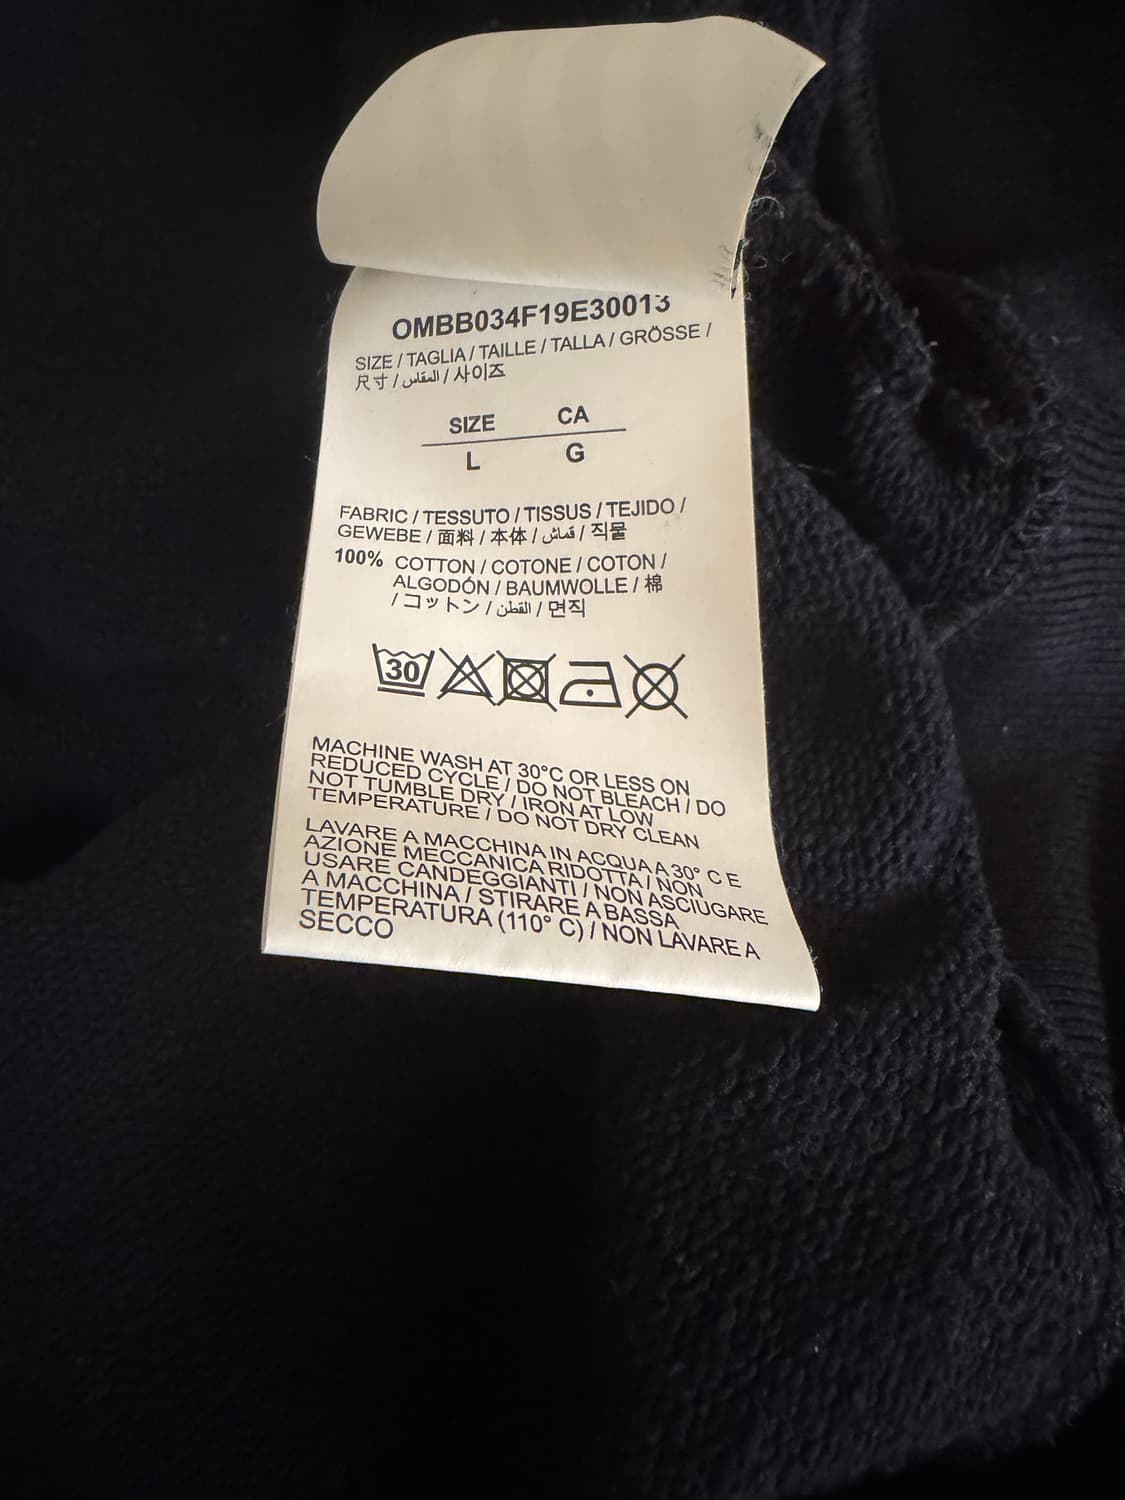 OMBB034F19E30013
SIZE / TAGLIA / TAILLE / TALLA / GRÖSSE /
尺寸 / المقاس / 사이즈
SIZE CA
L G
FABRIC / TESSUTO / TISSUS / TEJIDO /
GEWEBE / 面料 / 本体 / قماش / 직물
100% COTTON / COTONE / COTON /
ALGODÓN / BAUMWOLLE / 棉
/ コットン / القطن / 면직
30
MACHINE WASH AT 30°C OR LESS ON
REDUCED CYCLE / DO NOT BLEACH / DO
NOT TUMBLE DRY / IRON AT LOW
TEMPERATURE / DO NOT DRY CLEAN
LAVARE A MACCHINA IN ACQUA A 30° C E
AZIONE MECCANICA RIDOTTA / NON
USARE CANDEGGIANTI / NON ASCIUGARE
A MACCHINA / STIRARE A BASSA
TEMPERATURA (110° C) / NON LAVARE A
SECCO